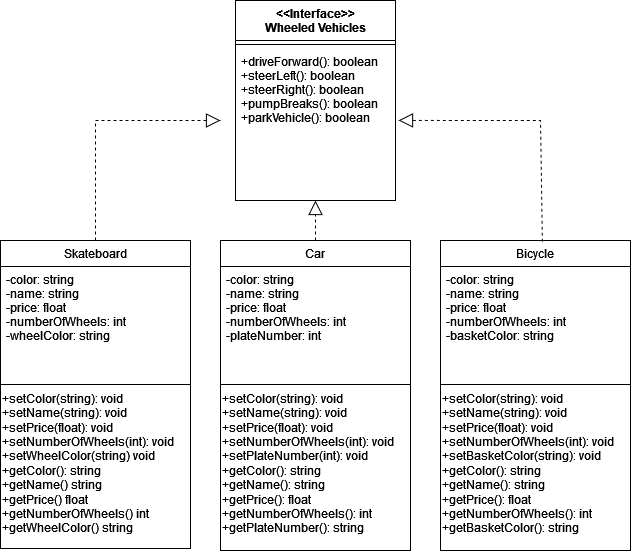 <<Interface>>
Wheeled Vehicles
+driveForward(): boolean
+steerLeft(): boolean
+steerRight(): boolean
+pumpBreaks(): boolean
+parkVehicle(): boolean
Skateboard
-color: string
-name: string
-price: float
-numberOfWheels: int
-wheelColor: string
+setColor(string): void
+setName(string): void
+setPrice(float): void
+setNumberOfWheels(int): void
+setWheelColor(string) void
+getColor(): string
+getName() string
+getPrice() float
+getNumberOfWheels() int
+getWheelColor() string
Car
-color: string
-name: string
-price: float
-numberOfWheels: int
-plateNumber: int
+setColor(string): void
+setName(string): void
+setPrice(float): void
+setNumberOfWheels(int): void
+setPlateNumber(int): void
+getColor(): string
+getName(): string
+getPrice(): float
+getNumberOfWheels(): int
+getPlateNumber(): string
Bicycle
-color: string
-name: string
-price: float
-numberOfWheels: int
-basketColor: string
+setColor(string): void
+setName(string): void
+setPrice(float): void
+setNumberOfWheels(int): void
+setBasketColor(string): void
+getColor(): string
+getName(): string
+getPrice(): float
+getNumberOfWheels(): int
+getBasketColor(): string